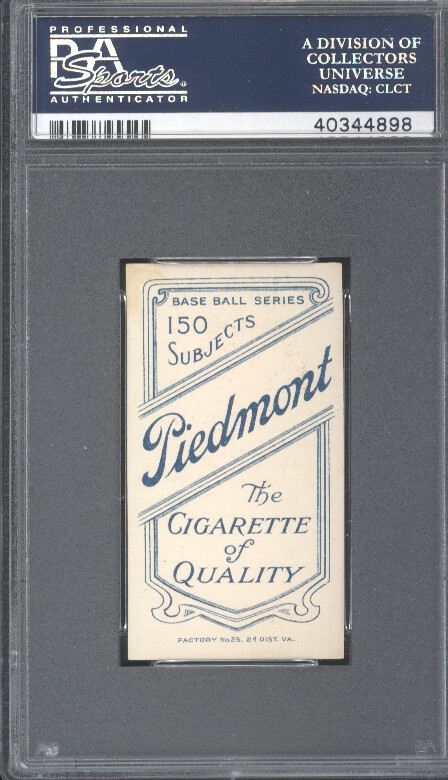 PROFESSIONAL
PSA
Sports
AUTHENTICATOR
A DIVISION OF
COLLECTORS
UNIVERSE
NASDAQ: CLCT
40344898
BASE BALL SERIES
150
SUBJECTS
Piedmont
The
CIGARETTE
of
QUALITY
FACTORY No 25, 2d DIST. VA.